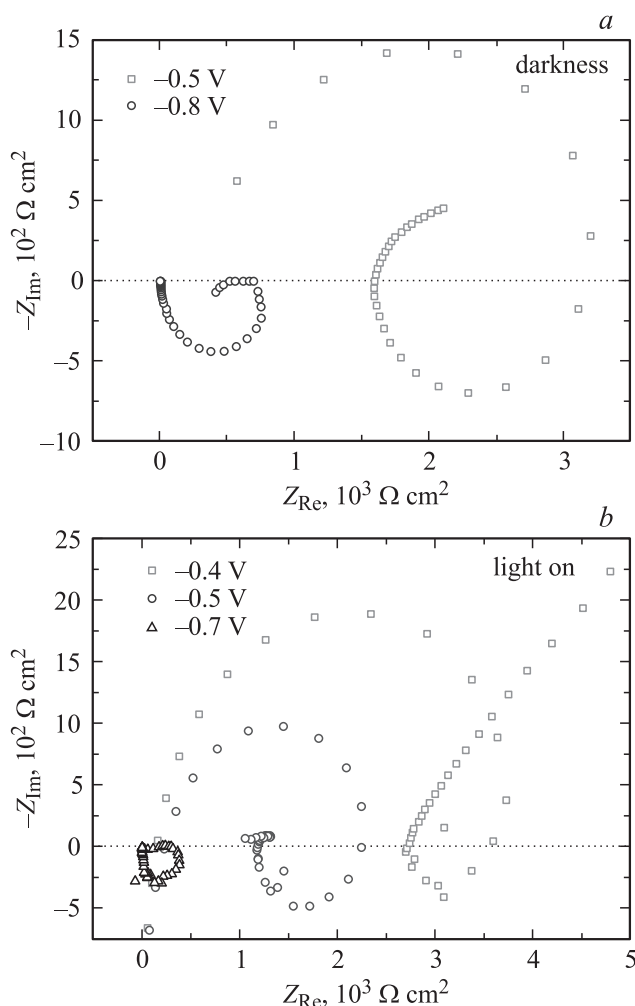 a
15
10
5
0
–5
–10
–0.5 V
–0.8 V
darkness
–Z_Im, 10² Ω cm²
0 1 2 3
Z_Re, 10³ Ω cm²
b
25
20
15
10
5
0
–5
–0.4 V
–0.5 V
–0.7 V
light on
–Z_Im, 10² Ω cm²
0 1 2 3 4 5
Z_Re, 10³ Ω cm²